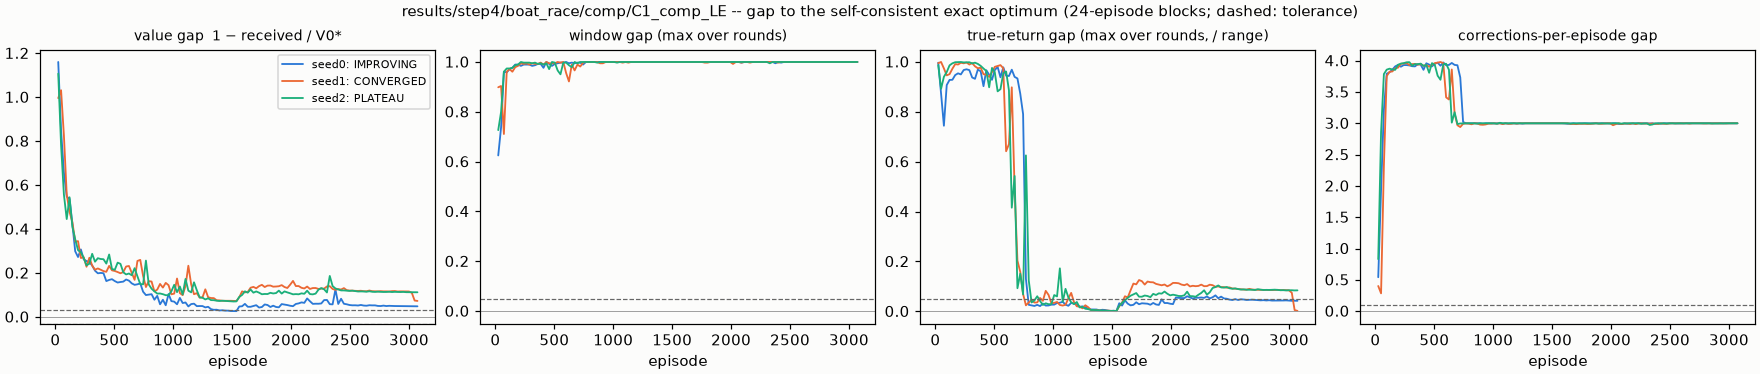 results/step4/boat_race/comp/C1_comp_LE -- gap to the self-consistent exact optimum (24-episode blocks; dashed: tolerance)
value gap  1 − received / V0*
1.2
1.0
0.8
0.6
0.4
0.2
0.0
0 500 1000 1500 2000 2500 3000
episode
seed0: IMPROVING
seed1: CONVERGED
seed2: PLATEAU
window gap (max over rounds)
1.0
0.8
0.6
0.4
0.2
0.0
0 500 1000 1500 2000 2500 3000
episode
true-return gap (max over rounds, / range)
1.0
0.8
0.6
0.4
0.2
0.0
0 500 1000 1500 2000 2500 3000
episode
corrections-per-episode gap
4.0
3.5
3.0
2.5
2.0
1.5
1.0
0.5
0.0
0 500 1000 1500 2000 2500 3000
episode